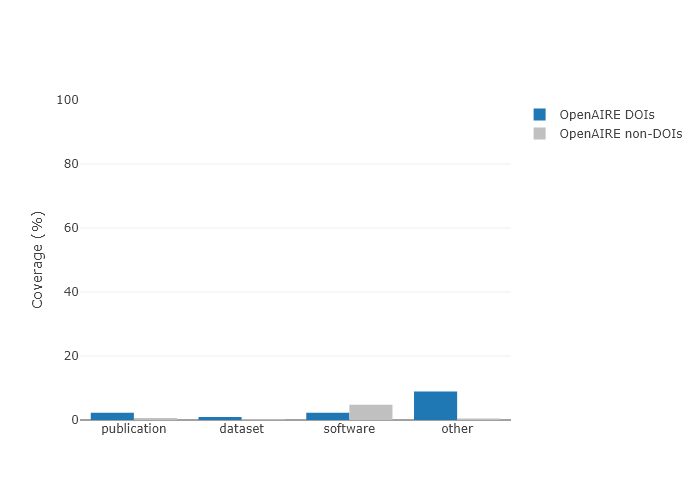 100
80
60
40
20
0
Coverage (%)
publication
dataset
software
other
OpenAIRE DOIs
OpenAIRE non-DOIs